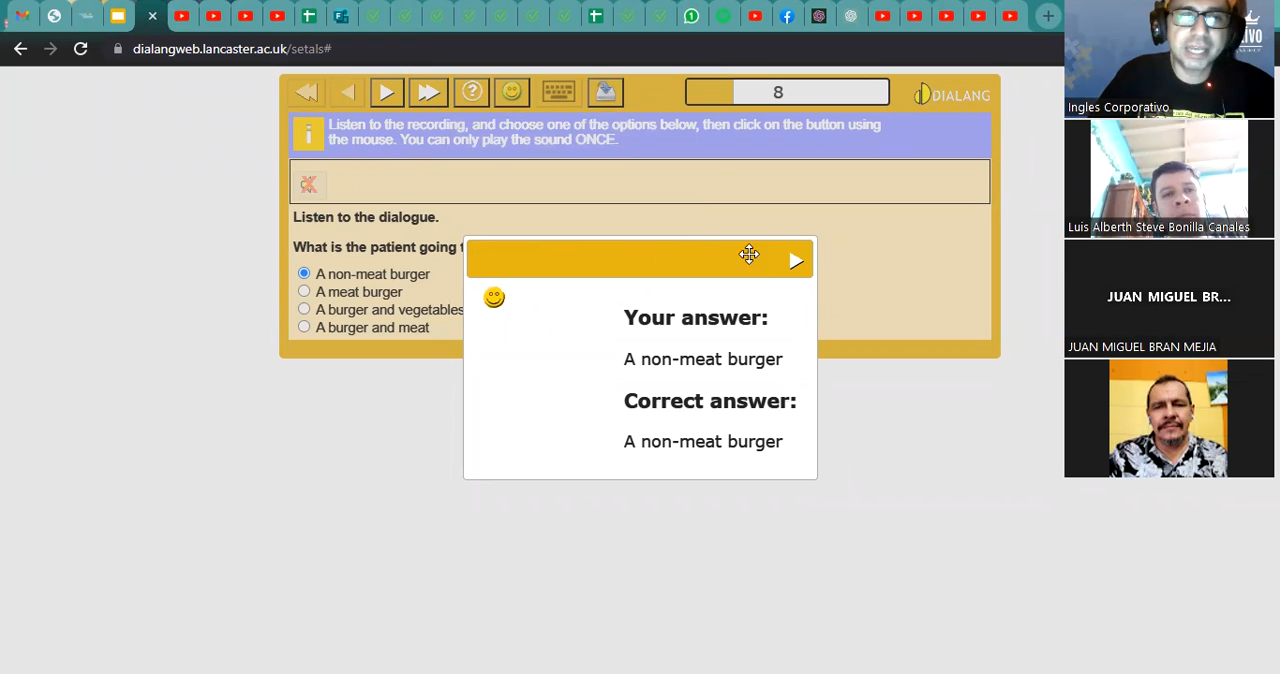 dialangweb.lancaster.ac.uk/setals#
8
DIALANG
Listen to the recording, and choose one of the options below, then click on the button using
the mouse. You can only play the sound ONCE.
Listen to the dialogue.
What is the patient going t
A non-meat burger
A meat burger
A burger and vegetables
A burger and meat
Your answer:
A non-meat burger
Correct answer:
A non-meat burger
Ingles Corporativo
Luis Alberth Steve Bonilla Canales
JUAN MIGUEL BR...
JUAN MIGUEL BRAN MEJIA